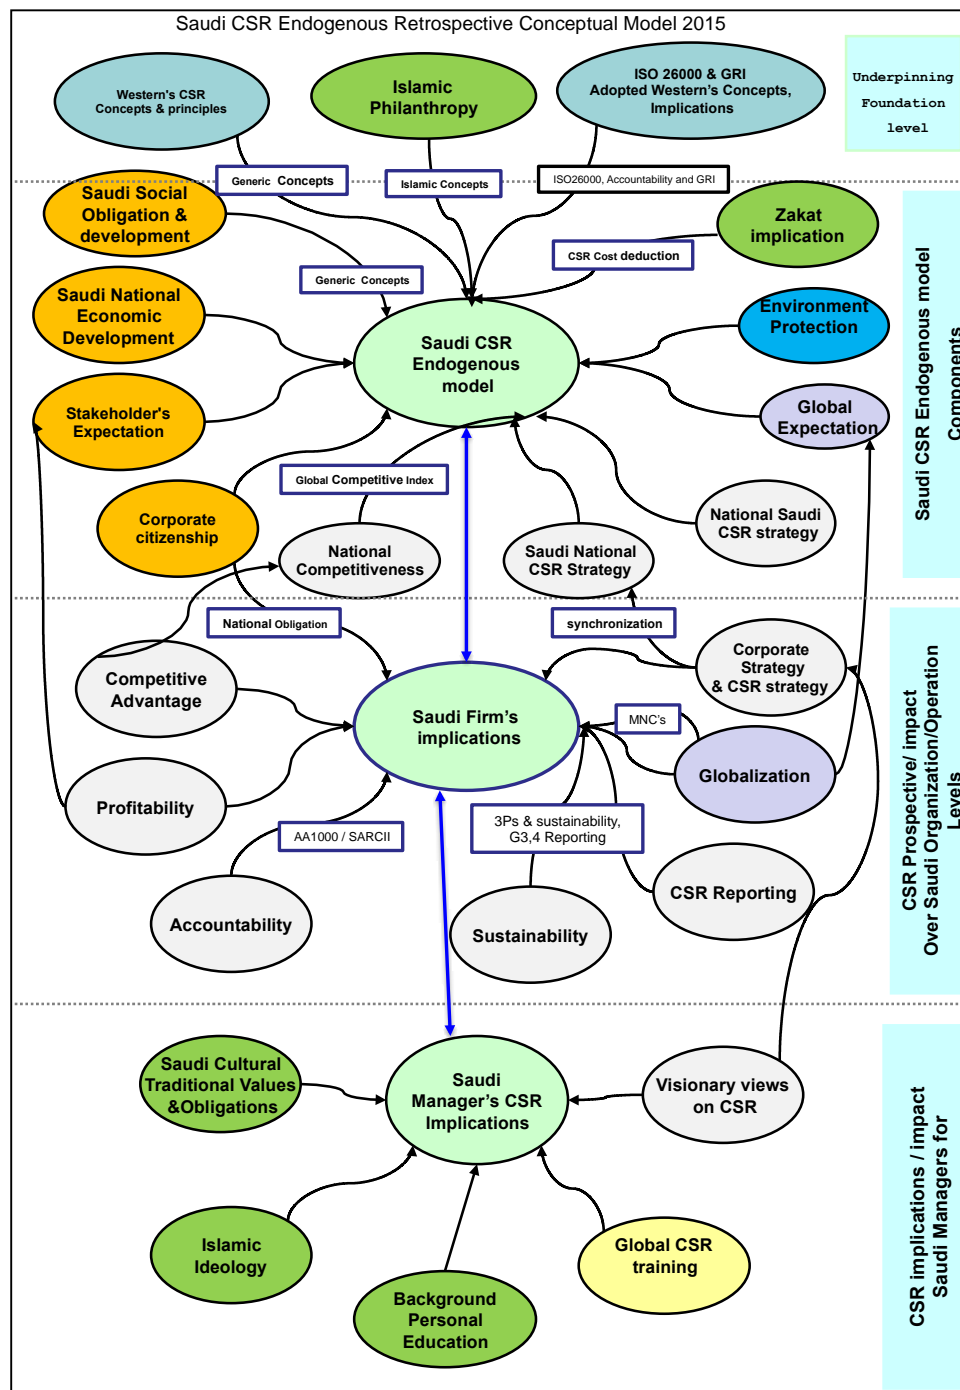 Saudi CSR Endogenous Retrospective Conceptual Model 2015
Western's CSR
Concepts & principles
Islamic
Philanthropy
ISO 26000 & GRI
Adopted Western's Concepts,
Implications
Underpinning
Foundation
level
Generic Concepts
Islamic Concepts
ISO26000, Accountability and GRI
Saudi Social
Obligation &
development
Zakat
implication
CSR Cost deduction
Generic Concepts
Saudi National
Economic
Development
Saudi CSR
Endogenous
model
Environment
Protection
Stakeholder's
Expectation
Global
Expectation
Saudi CSR Endogenous model
Components
Global Competitive Index
Corporate
citizenship
National
Competitiveness
Saudi National
CSR Strategy
National Saudi
CSR strategy
National Obligation
synchronization
Competitive
Advantage
Corporate
Strategy
& CSR strategy
Saudi Firm's
implications
MNC's
Globalization
Profitability
AA1000 / SARCII
3Ps & sustainability,
G3,4 Reporting
CSR Prospective/ impact
Over Saudi Organization/Operation
Levels
Accountability
Sustainability
CSR Reporting
Saudi Cultural
Traditional Values
&Obligations
Saudi
Manager's CSR
Implications
Visionary views
on CSR
CSR implications / impact
Saudi Managers for
Islamic
Ideology
Background
Personal
Education
Global CSR
training